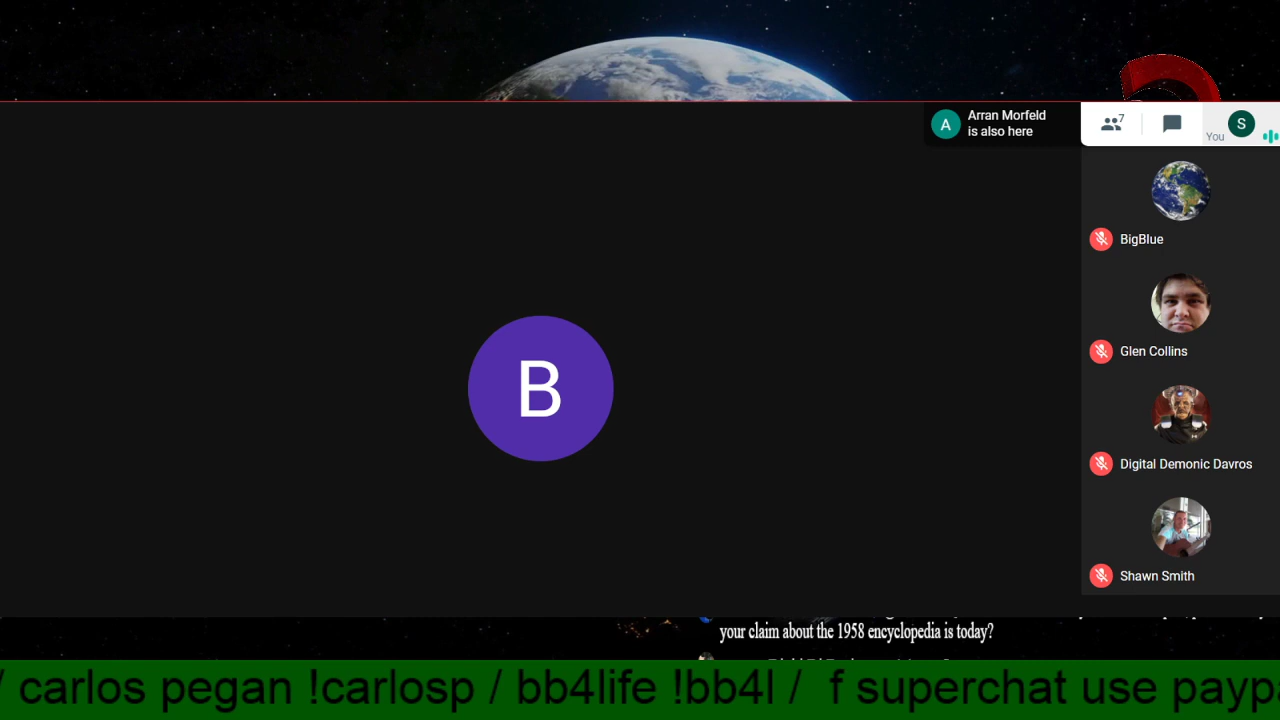 A
Arran Morfeld
is also here
7
You
S
BigBlue
Glen Collins
B
Digital Demonic Davros
Shawn Smith
your claim about the 1958 encyclopedia is today?
/ carlos pegan !carlosp / bb4life !bb4l / f superchat use payp